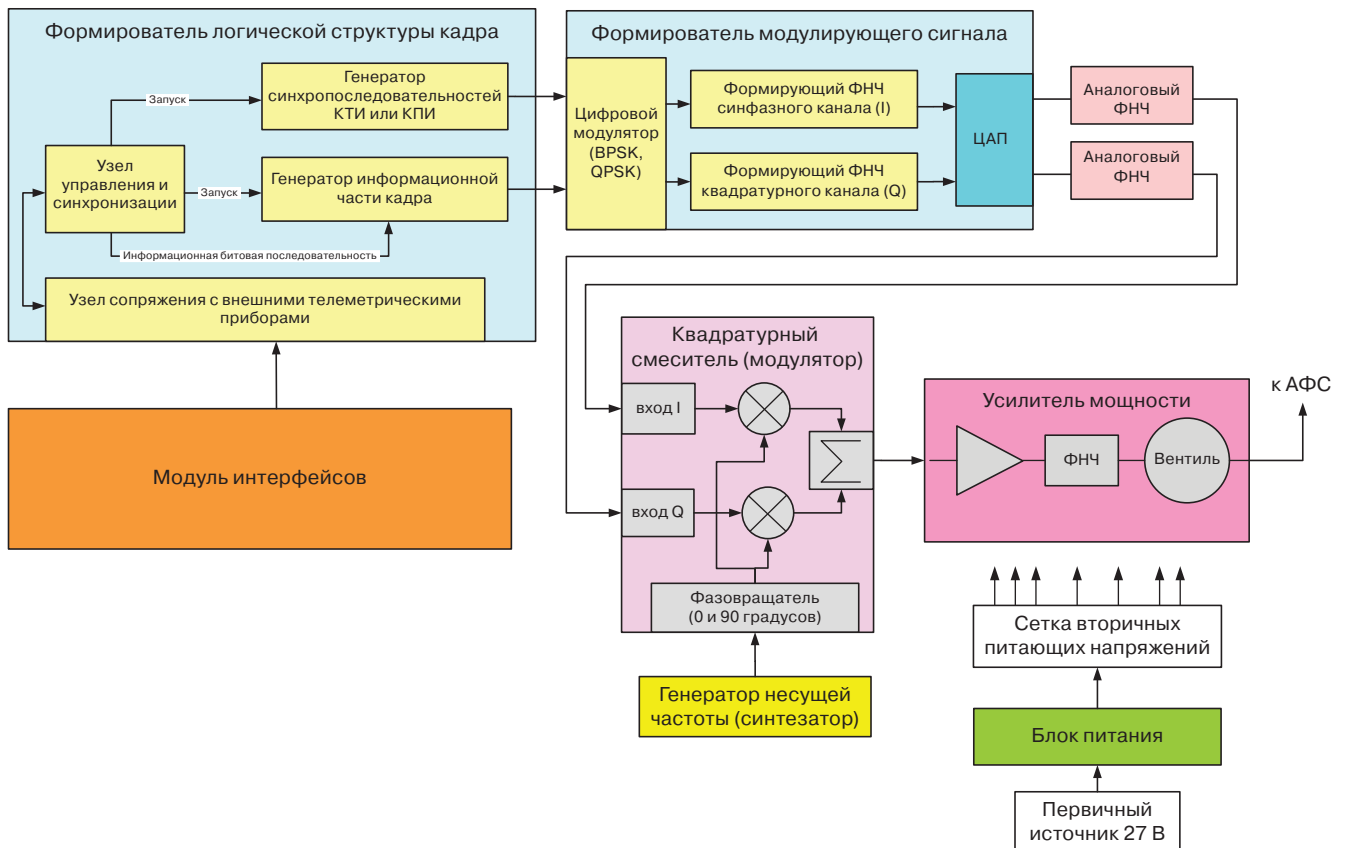 Формирователь логической структуры кадра
Генератор
синхропоследовательностей
КТИ или КПИ
Запуск
Узел
управления и
синхронизации
Запуск
Генератор информационной
части кадра
Информационная битовая последовательность
Узел сопряжения с внешними телеметрическими
приборами
Модуль интерфейсов
Формирователь модулирующего сигнала
Цифровой
модулятор
(BPSK,
QPSK)
Формирующий ФНЧ
синфазного канала (I)
Формирующий ФНЧ
квадратурного канала (Q)
ЦАП
Аналоговый
ФНЧ
Аналоговый
ФНЧ
Квадратурный
смеситель (модулятор)
вход I
вход Q
Фазовращатель
(0 и 90 градусов)
Генератор несущей
частоты (синтезатор)
Усилитель мощности
ФНЧ
Вентиль
к АФС
Сетка вторичных
питающих напряжений
Блок питания
Первичный
источник 27 В